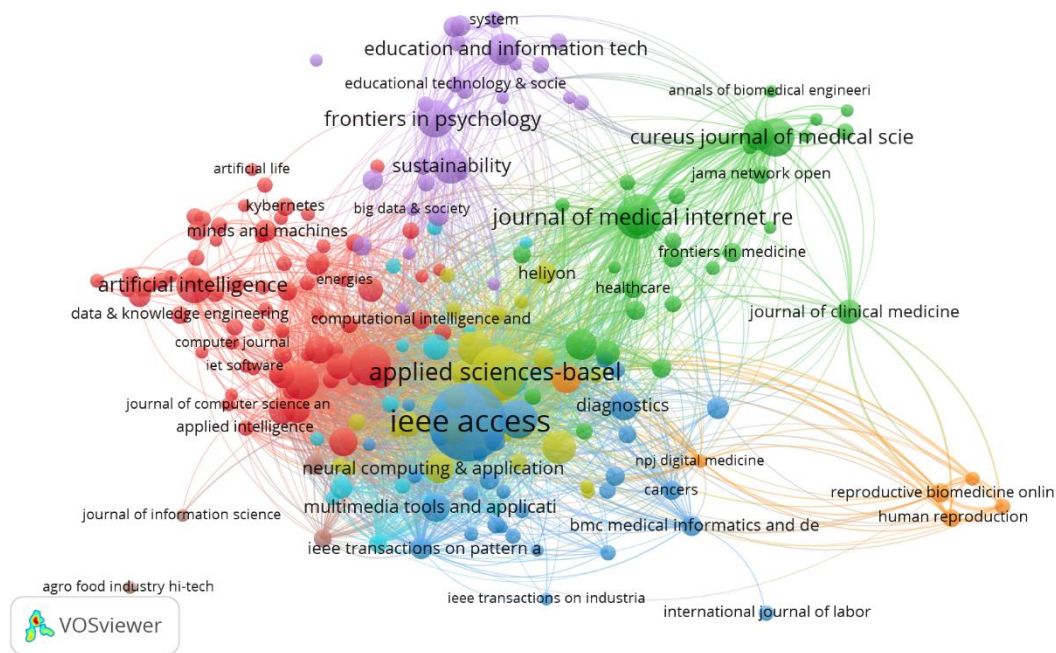 system
education and information tech
educational technology & socie
annals of biomedical engineeri
frontiers in psychology
cureus journal of medical scie
sustainability
artificial life
jama network open
kybernetes
big data & society
journal of medical internet re
minds and machines
frontiers in medicine
heliyon
energies
artificial intelligence
healthcare
data & knowledge engineering
computational intelligence and
journal of clinical medicine
computer journal
iet software
applied sciences-basel
journal of computer science an
diagnostics
ieee access
applied intelligence
npj digital medicine
neural computing & application
cancers
reproductive biomedicine onlin
multimedia tools and applicati
journal of information science
human reproduction
bmc medical informatics and de
ieee transactions on pattern a
agro food industry hi-tech
ieee transactions on industria
international journal of labor
VOSviewer